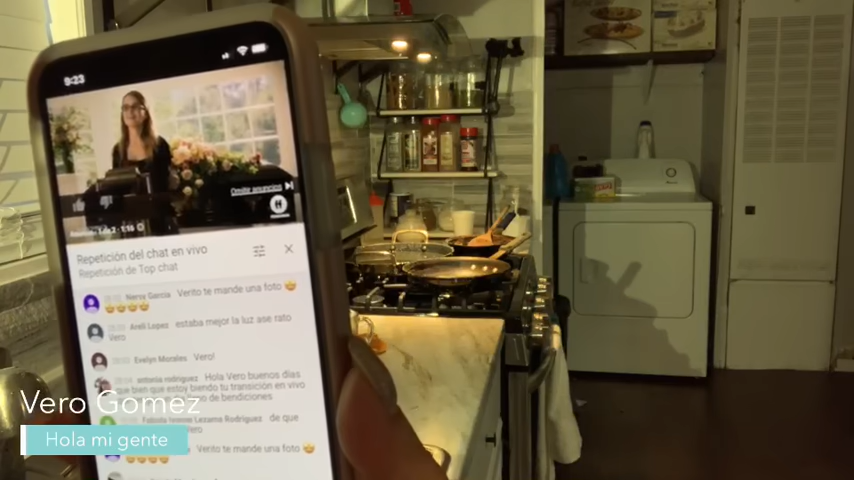 9:23
Omitir anuncios
Repetición del chat en vivo
Repetición de Top chat
Nerox Garcia Verito te mande una foto
Areli Lopez estaba mejor la luz ase rato
Vero
Evelyn Morales Vero!
antonia rodriguez Hola Vero buenos días
que bien que estoy biendo tu transición en vivo
de bendiciones
Lezama Rodriguez de que
Verito te mande una foto
Vero Gomez
Hola mi gente